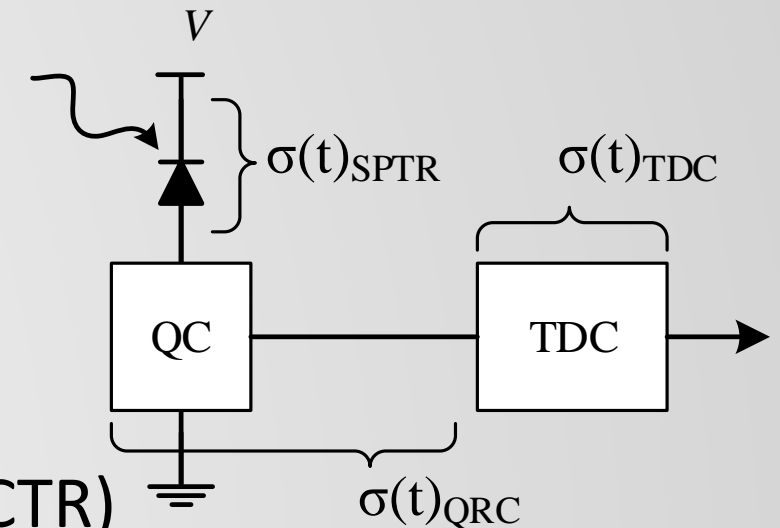 V
σ(t)SPTR
σ(t)TDC
QC
TDC
CTR)
σ(t)QRC